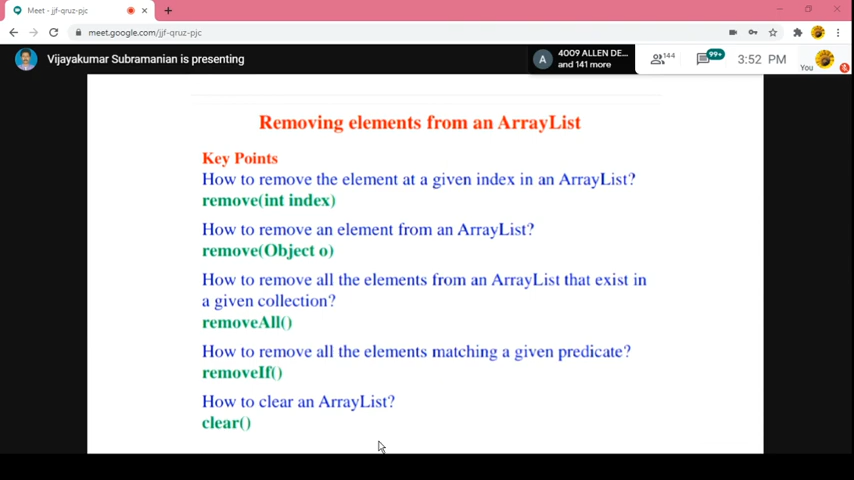 Meet - jjf-qruz-pjc
meet.google.com/jjf-qruz-pjc
Vijayakumar Subramanian is presenting
A
4009 ALLEN DE...
and 141 more
144
99+
3:52 PM
You
Removing elements from an ArrayList
Key Points
How to remove the element at a given index in an ArrayList?
remove(int index)
How to remove an element from an ArrayList?
remove(Object o)
How to remove all the elements from an ArrayList that exist in
a given collection?
removeAll()
How to remove all the elements matching a given predicate?
removeIf()
How to clear an ArrayList?
clear()